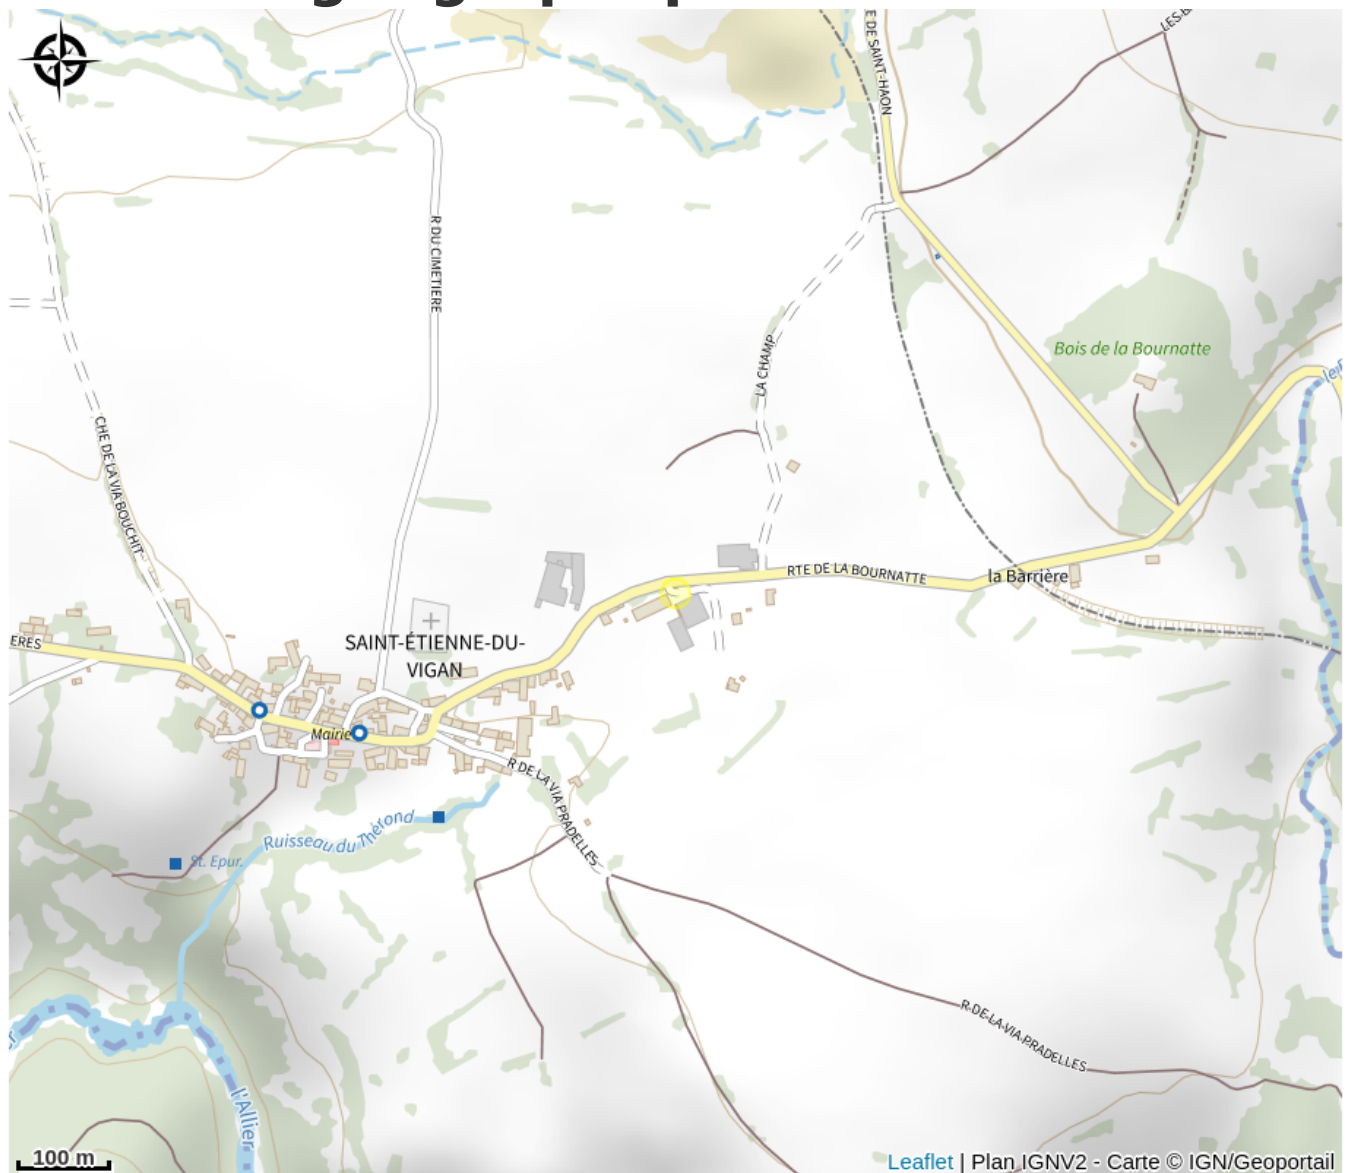 E DE SAINT-HAON
R DU CIMETIERE
Bois de la Bournatte
LA CHAMP
CHE DE LA VIA BOUCHIT
RTE DE LA BOURNATTE
la Barrière
ERES
SAINT-ÉTIENNE-DU-
VIGAN
Mairie
R DE LA VIA PRADELLES
Ruisseau du Thérond
St. Epur.
R DE LA VIA PRADELLES
l'Allier
100 m
Leaflet | Plan IGNV2 - Carte © IGN/Geoportail